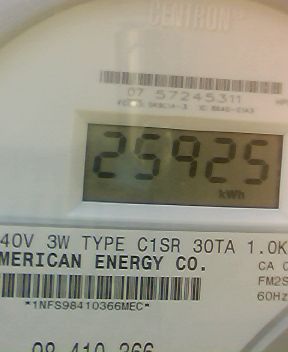 CENTRON
07 57245311
25925
kWh
40V 3W TYPE C1SR 30TA 1.0K
MERICAN ENERGY CO.
CA 0
FM2S
60Hz
*1NFS98410366MEC*
98 410 366